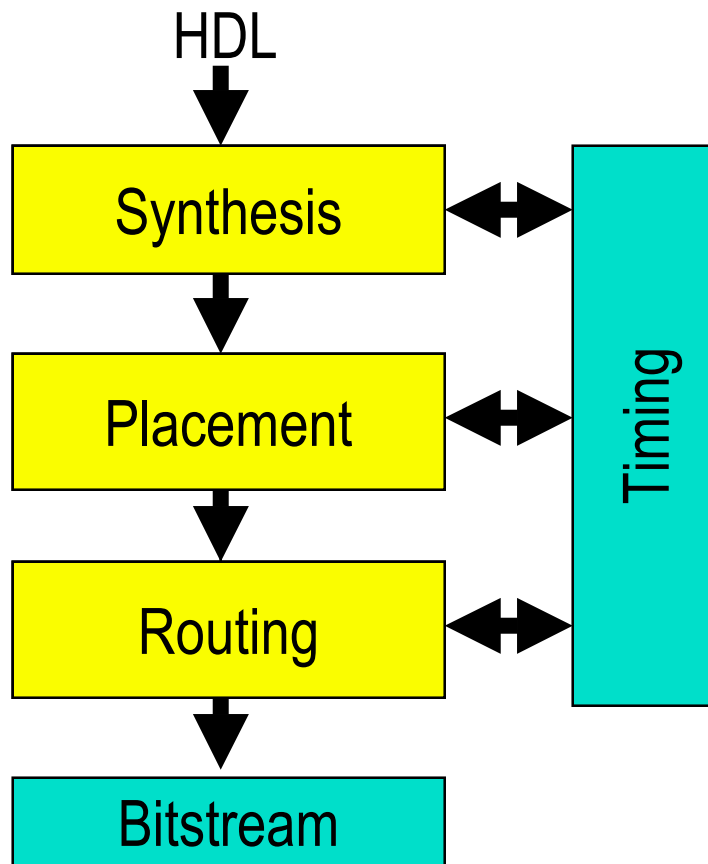 HDL
Synthesis
Placement
Timing
Routing
Bitstream